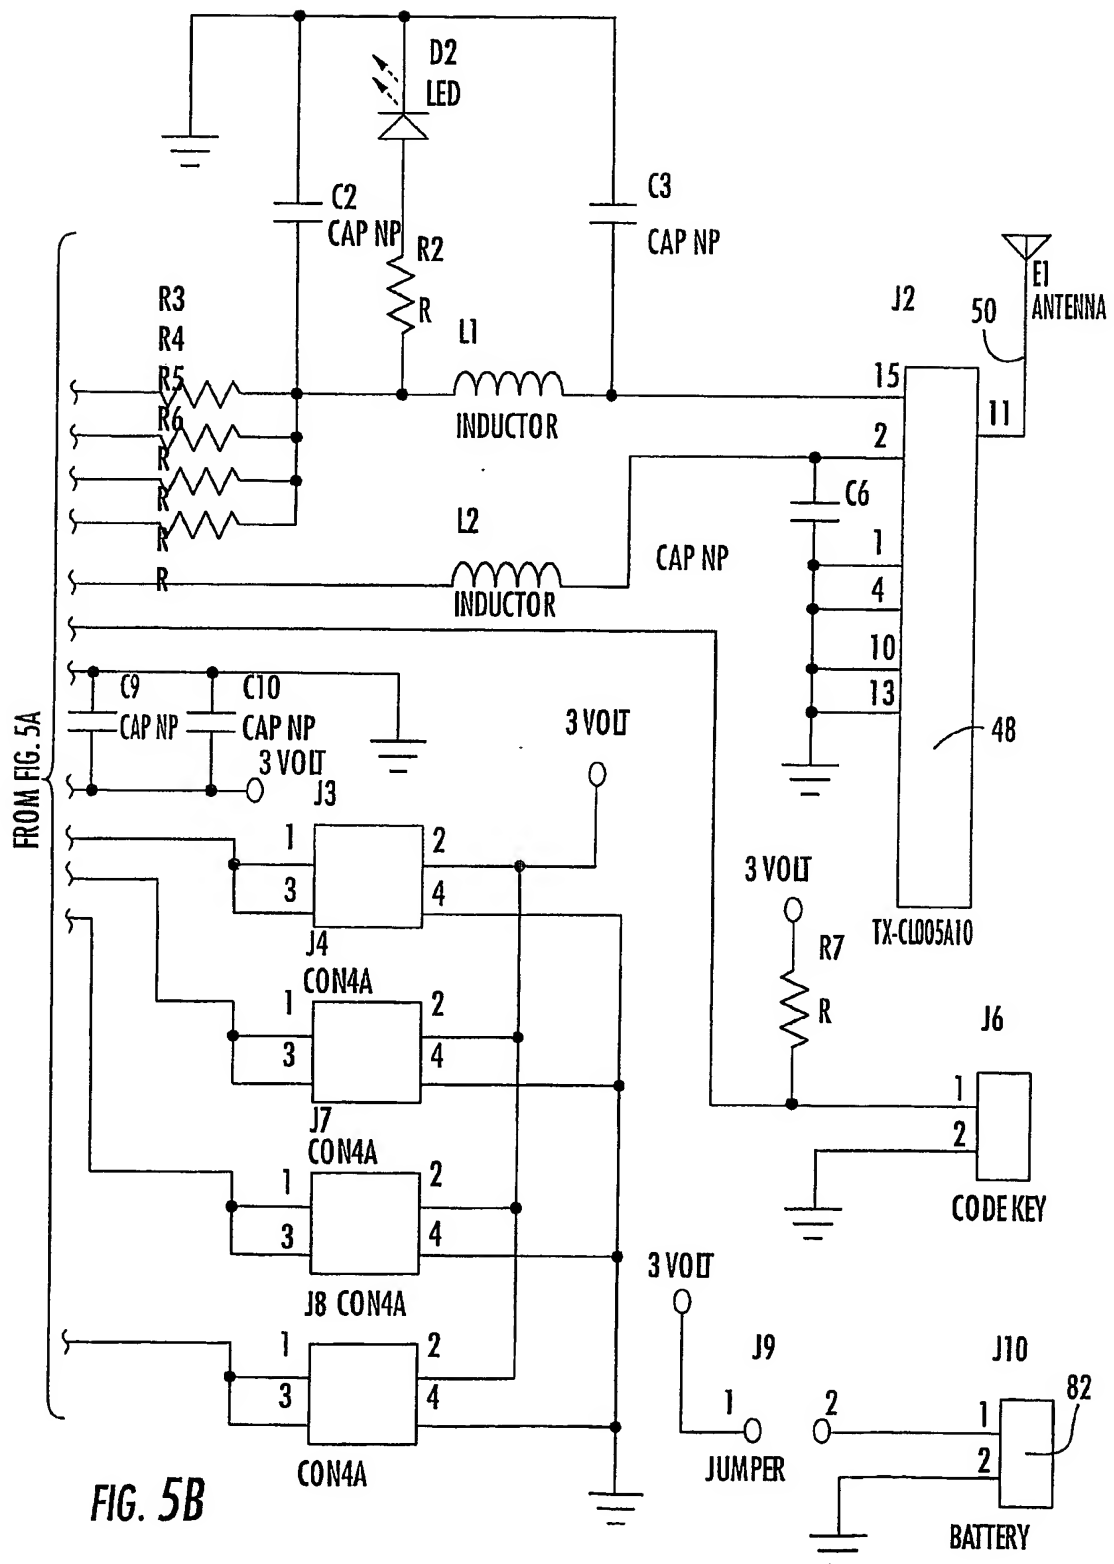 D2
LED
C2
CAP NP
C3
CAP NP
R2
R
E1
ANTENNA
50
J2
R3
R4
R5
R6
R
R
R
R
L1
INDUCTOR
15
11
2
C6
L2
INDUCTOR
CAP NP
1
4
10
13
48
C9
CAP NP
C10
CAP NP
3 VOLT
3 VOLT
FROM FIG. 5A
J3
1
2
3
4
J4
CON4A
1
2
3
4
J7
CON4A
1
2
3
4
J8 CON4A
1
2
3
4
CON4A
3 VOLT
TX-CL005A10
R7
R
J6
1
2
CODE KEY
3 VOLT
J9
1
2
JUMPER
J10
82
1
2
BATTERY
FIG. 5B